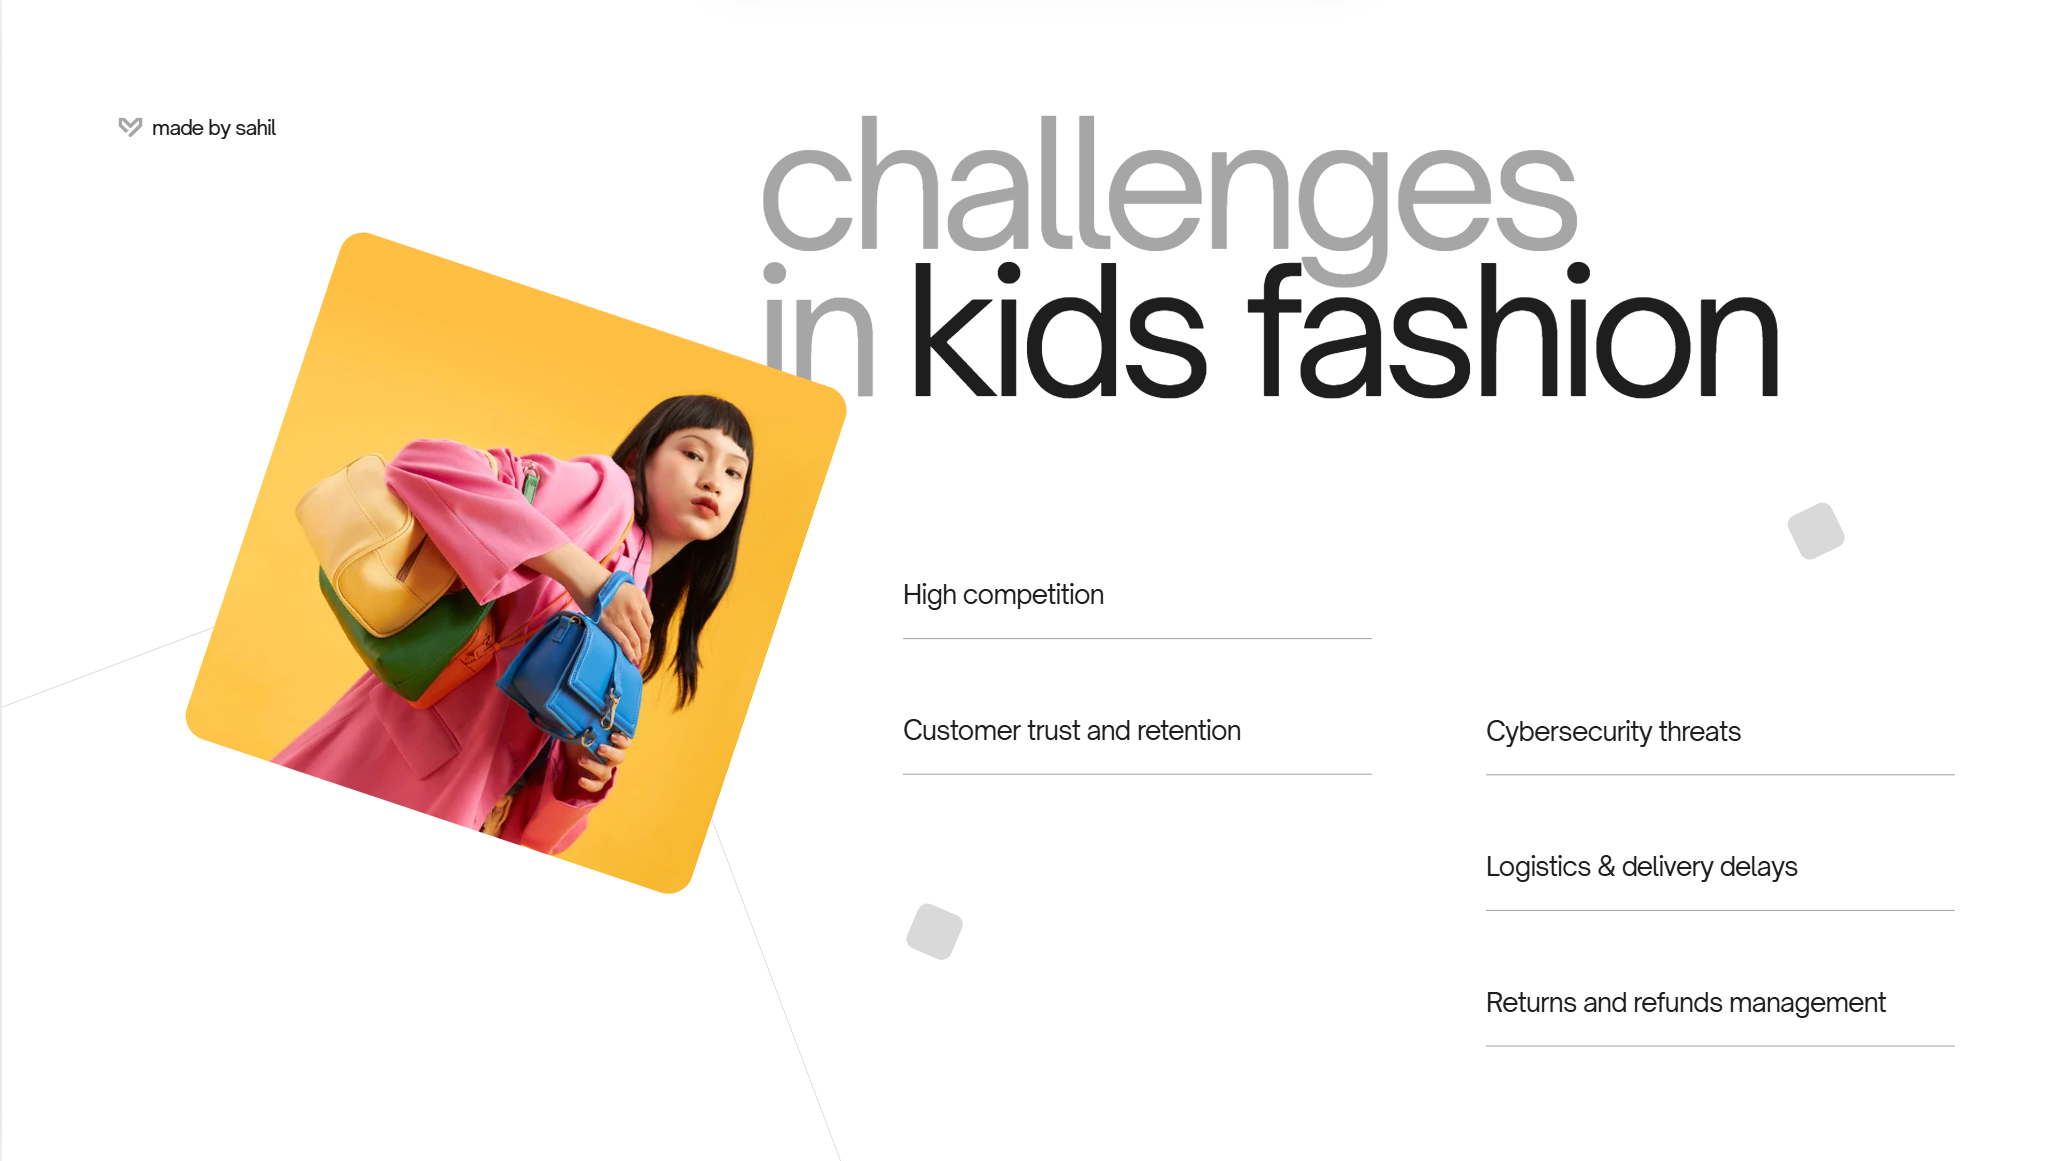 made by sahil
challenges
in kids fashion
High competition
Customer trust and retention
Cybersecurity threats
Logistics & delivery delays
Returns and refunds management